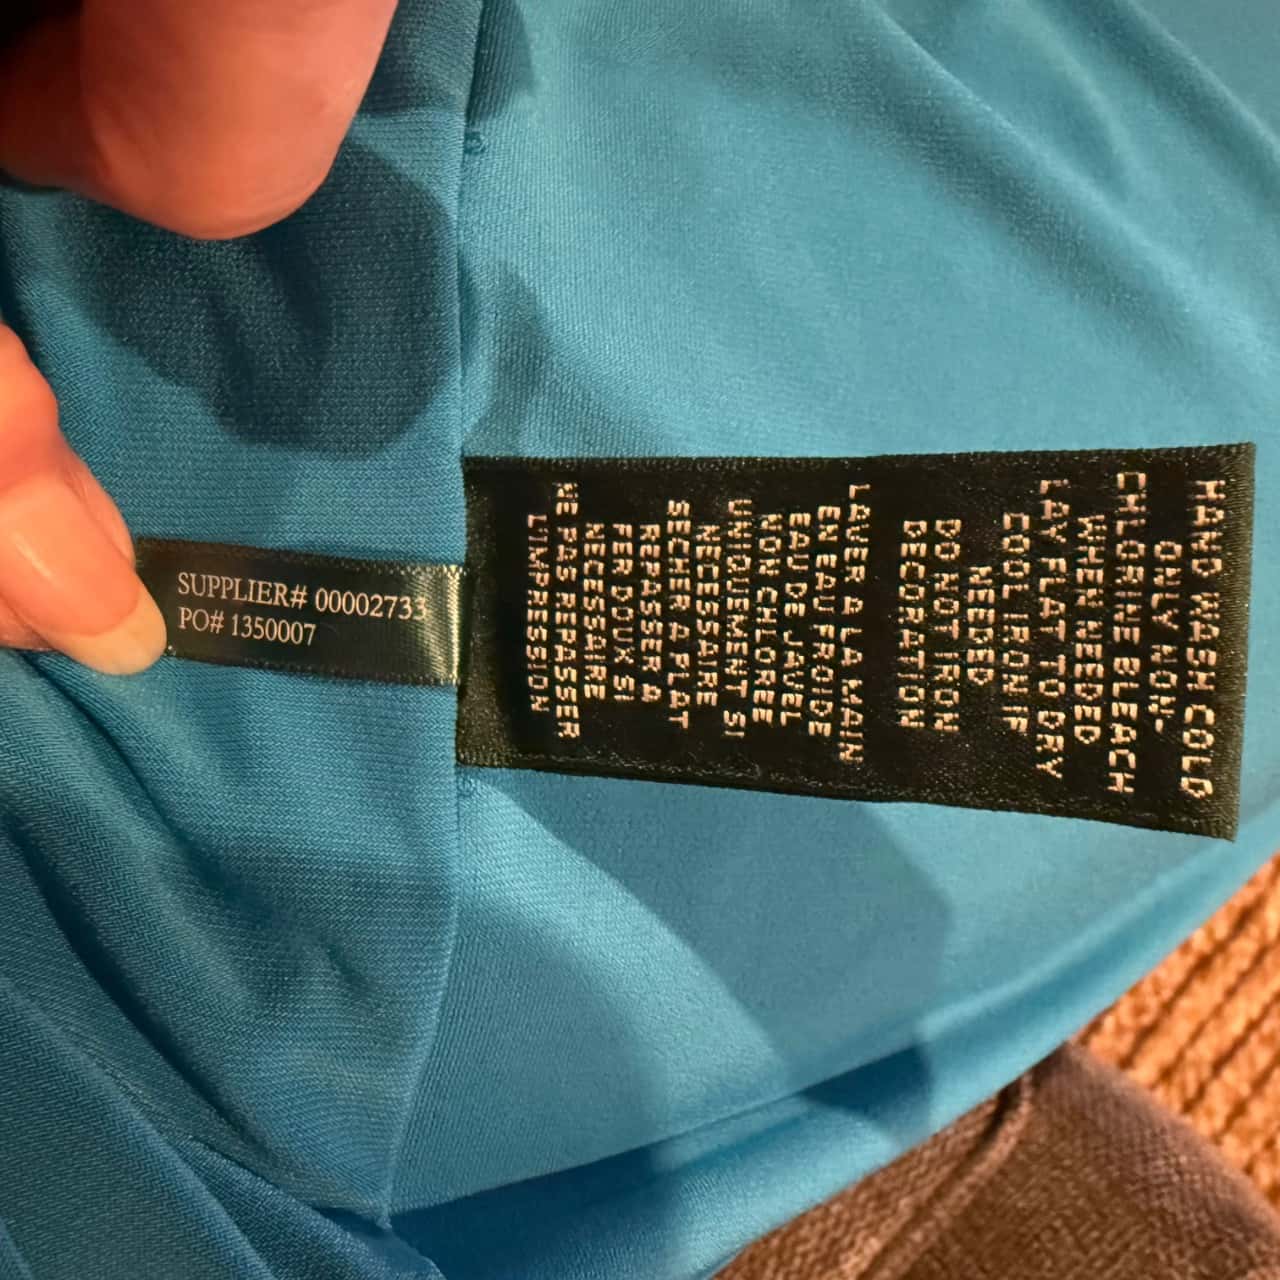 SUPPLIER# 00002733
PO# 1350007
HAND WASH COLD
ONLY NON-
CHLORINE BLEACH
WHEN NEEDED
LAY FLAT TO DRY
COOL IRON IF
NEEDED
DO NOT IRON
DECORATION
LAVER A LA MAIN
EN EAU FROIDE
EAU DE JAVEL
NON CHLOREE
UNIQUEMENT SI
NECESSAIRE
SECHER A PLAT
REPASSER A
FER DOUX SI
NECESSAIRE
NE PAS REPASSER
L'IMPRESSION